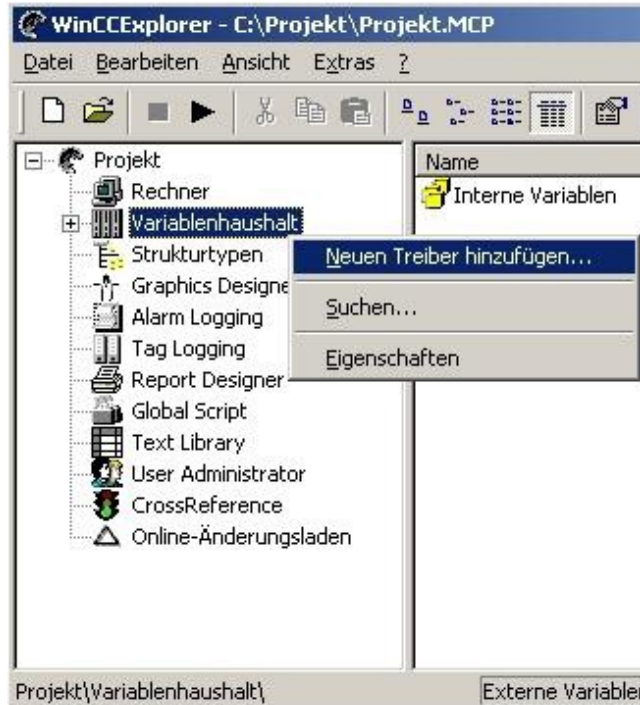 WinCCExplorer - C:\Projekt\Projekt.MCP
Datei Bearbeiten Ansicht Extras ?
Projekt
Rechner
Variablenhaushalt
Strukturtypen
Graphics Designe
Alarm Logging
Tag Logging
Report Designer
Global Script
Text Library
User Administrator
CrossReference
Online-Änderungsladen
Name
Interne Variablen
Neuen Treiber hinzufügen...
Suchen...
Eigenschaften
Projekt\Variablenhaushalt\
Externe Variablen